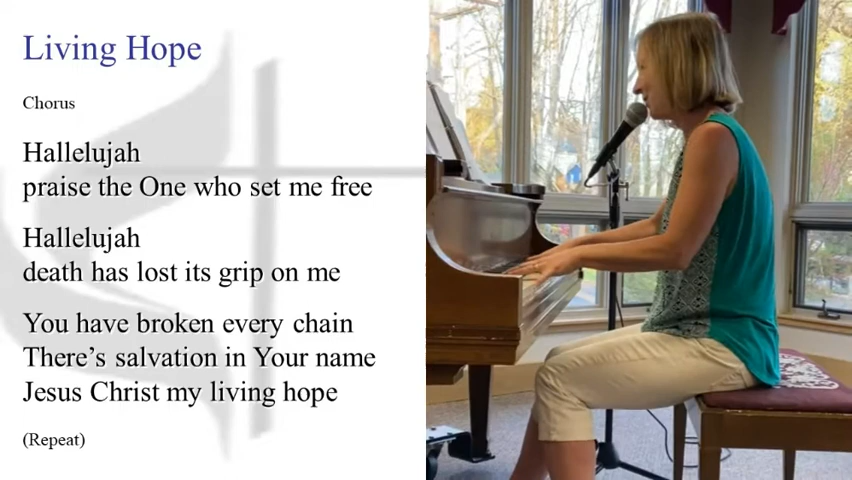 Living Hope
Chorus
Hallelujah
praise the One who set me free
Hallelujah
death has lost its grip on me
You have broken every chain
There's salvation in Your name
Jesus Christ my living hope
(Repeat)